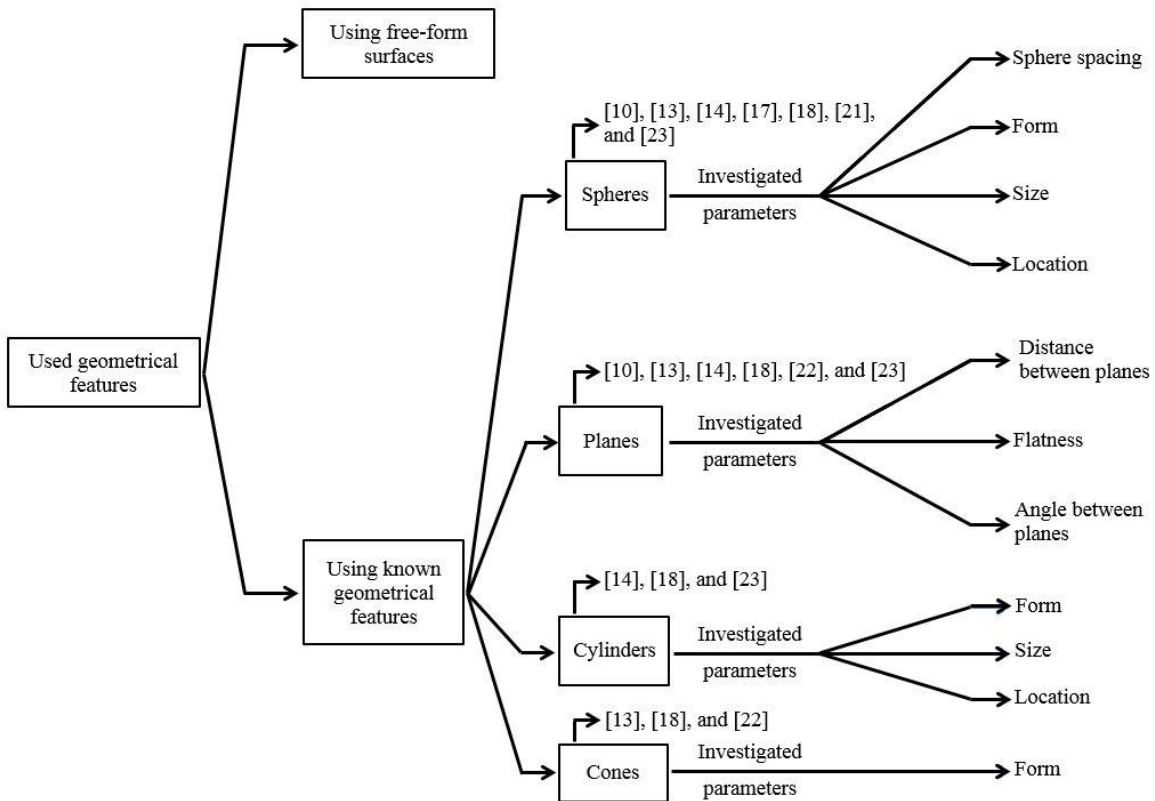 Using free-form
surfaces
Used geometrical
features
Using known
geometrical
features
[10], [13], [14], [17], [18], [21],
and [23]
Spheres
Investigated
parameters
Sphere spacing
Form
Size
Location
[10], [13], [14], [18], [22], and [23]
Planes
Investigated
parameters
Distance
between planes
Flatness
Angle between
planes
[14], [18], and [23]
Cylinders
Investigated
parameters
Form
Size
Location
[13], [18], and [22]
Cones
Investigated
parameters
Form